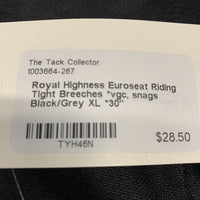 The Tack Collector
1003664-267
Royal Highness Euroseat Riding
Tight Breeches *vgc, snags
Black/Grey XL *30"
TYH46N
$28.50